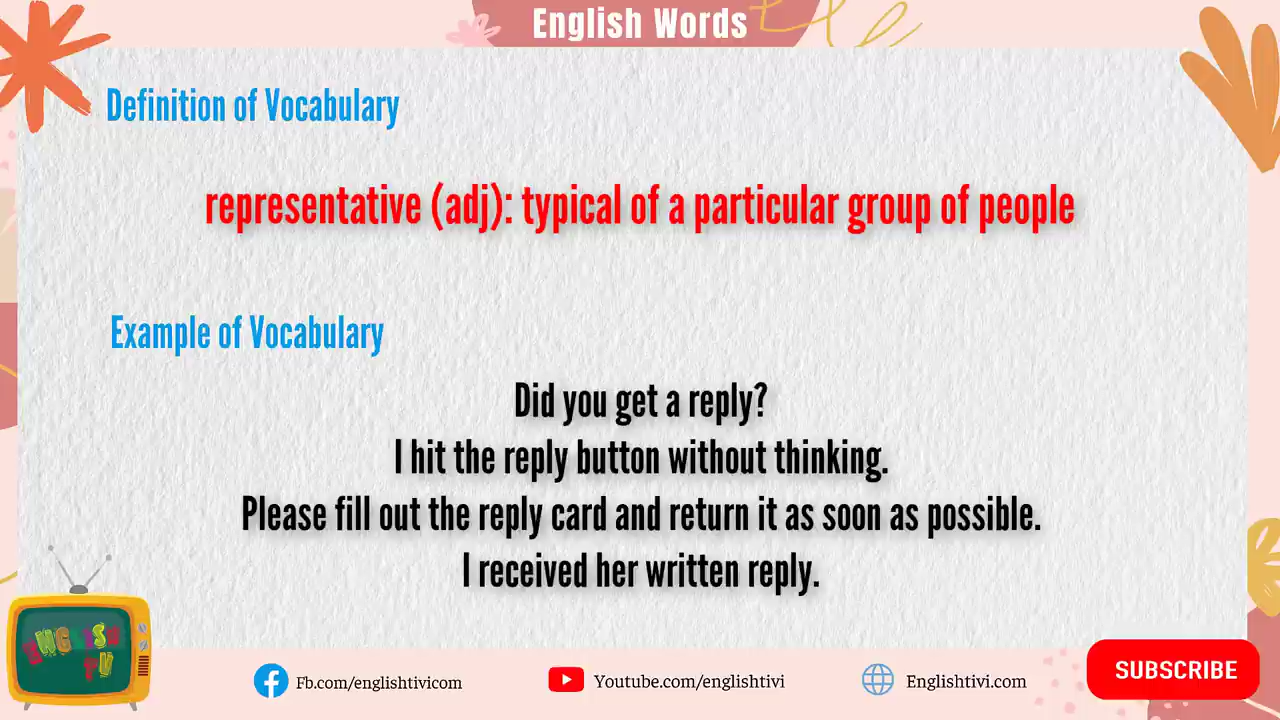 English Words
Definition of Vocabulary
representative (adj): typical of a particular group of people
Example of Vocabulary
Did you get a reply?
I hit the reply button without thinking.
Please fill out the reply card and return it as soon as possible.
I received her written reply.
ENGLISH
TV
Fb.com/englishtivicom
Youtube.com/englishtivi
Englishtivi.com
SUBSCRIBE